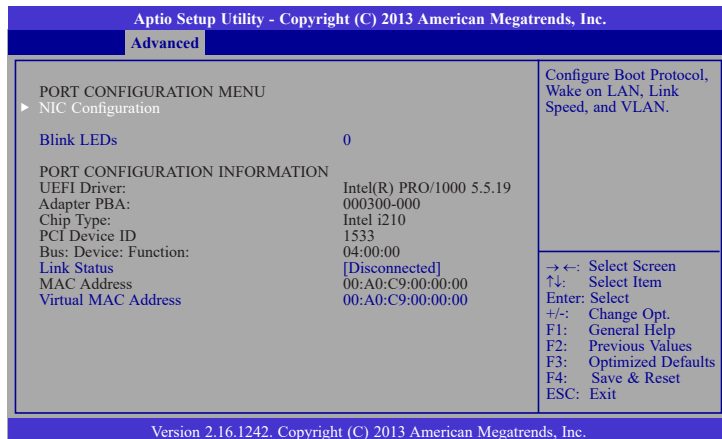 Aptio Setup Utility - Copyright (C) 2013 American Megatrends, Inc.
Advanced
PORT CONFIGURATION MENU
► NIC Configuration
Blink LEDs 0
PORT CONFIGURATION INFORMATION
UEFI Driver: Intel(R) PRO/1000 5.5.19
Adapter PBA: 000300-000
Chip Type: Intel i210
PCI Device ID 1533
Bus: Device: Function: 04:00:00
Link Status [Disconnected]
MAC Address 00:A0:C9:00:00:00
Virtual MAC Address 00:A0:C9:00:00:00
Configure Boot Protocol,
Wake on LAN, Link
Speed, and VLAN.
→←: Select Screen
↑↓: Select Item
Enter: Select
+/-: Change Opt.
F1: General Help
F2: Previous Values
F3: Optimized Defaults
F4: Save & Reset
ESC: Exit
Version 2.16.1242. Copyright (C) 2013 American Megatrends, Inc.